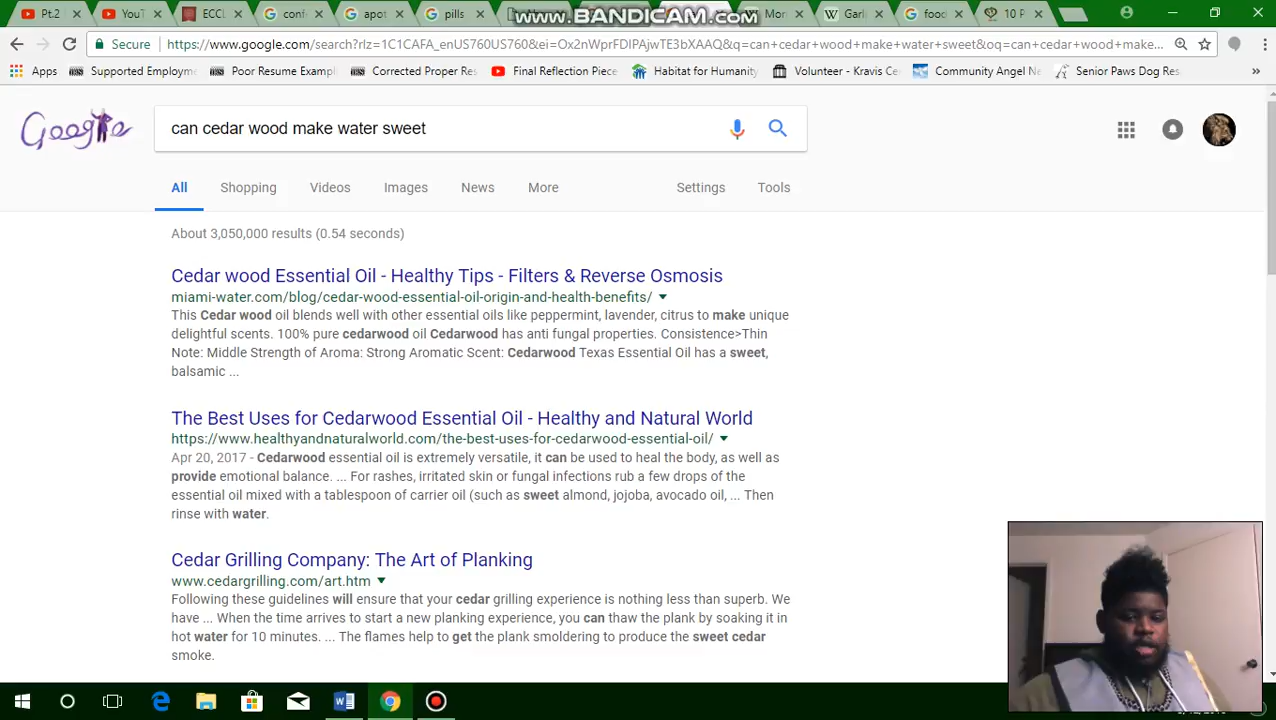 Pt.2
You
ECCL
conf
apot
pills
www.BANDICAM.com
Mor
Garli
food
10 P
Secure
https://www.google.com/search?rlz=1C1CAFA_enUS760US760&ei=Ox2nWprFDIPAjwTE3bXAAQ&q=can+cedar+wood+make+water+sweet&oq=can+cedar+wood+make...
Apps
Supported Employm
Poor Resume Exampl
Corrected Proper Res
Final Reflection Piece
Habitat for Humanity
Volunteer - Kravis Ce
Community Angel Ne
Senior Paws Dog Res
»
Google
can cedar wood make water sweet
All Shopping Videos Images News More Settings Tools
About 3,050,000 results (0.54 seconds)
Cedar wood Essential Oil - Healthy Tips - Filters & Reverse Osmosis
miami-water.com/blog/cedar-wood-essential-oil-origin-and-health-benefits/
This Cedar wood oil blends well with other essential oils like peppermint, lavender, citrus to make unique
delightful scents. 100% pure cedarwood oil Cedarwood has anti fungal properties. Consistence>Thin
Note: Middle Strength of Aroma: Strong Aromatic Scent: Cedarwood Texas Essential Oil has a sweet,
balsamic ...
The Best Uses for Cedarwood Essential Oil - Healthy and Natural World
https://www.healthyandnaturalworld.com/the-best-uses-for-cedarwood-essential-oil/
Apr 20, 2017 - Cedarwood essential oil is extremely versatile, it can be used to heal the body, as well as
provide emotional balance. ... For rashes, irritated skin or fungal infections rub a few drops of the
essential oil mixed with a tablespoon of carrier oil (such as sweet almond, jojoba, avocado oil, ... Then
rinse with water.
Cedar Grilling Company: The Art of Planking
www.cedargrilling.com/art.htm
Following these guidelines will ensure that your cedar grilling experience is nothing less than superb. We
have ... When the time arrives to start a new planking experience, you can thaw the plank by soaking it in
hot water for 10 minutes. ... The flames help to get the plank smoldering to produce the sweet cedar
smoke.